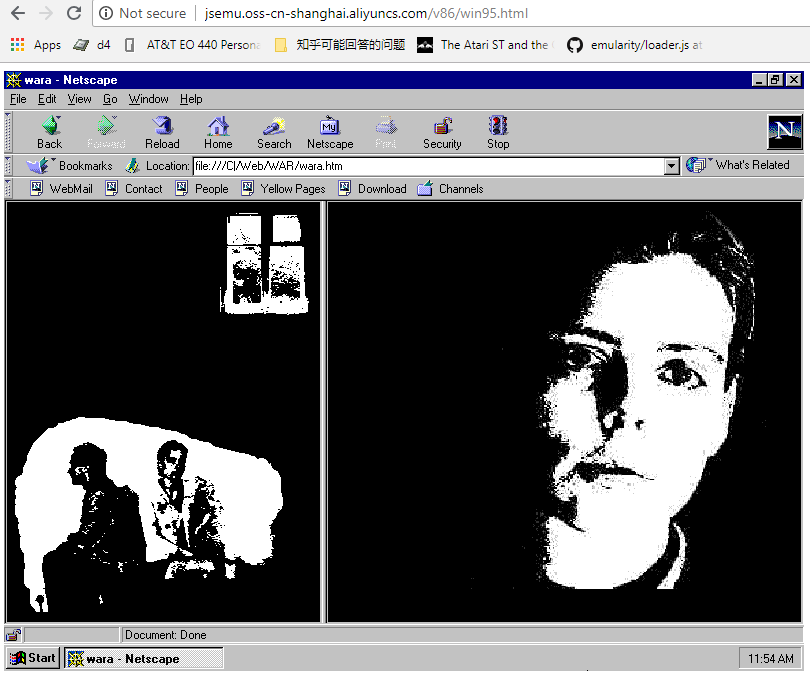 Not secure jsemu.oss-cn-shanghai.aliyuncs.com/v86/win95.html
Apps d4 AT&T EO 440 Persona 知乎可能回答的问题 The Atari ST and the emularity/loader.js at
wara - Netscape
File Edit View Go Window Help
Back Forward Reload Home Search Netscape Print Security Stop
My
N
Bookmarks Location: file:///C|/Web/WAR/wara.htm What's Related
WebMail Contact People Yellow Pages Download Channels
Document: Done
Start wara - Netscape 11:54 AM